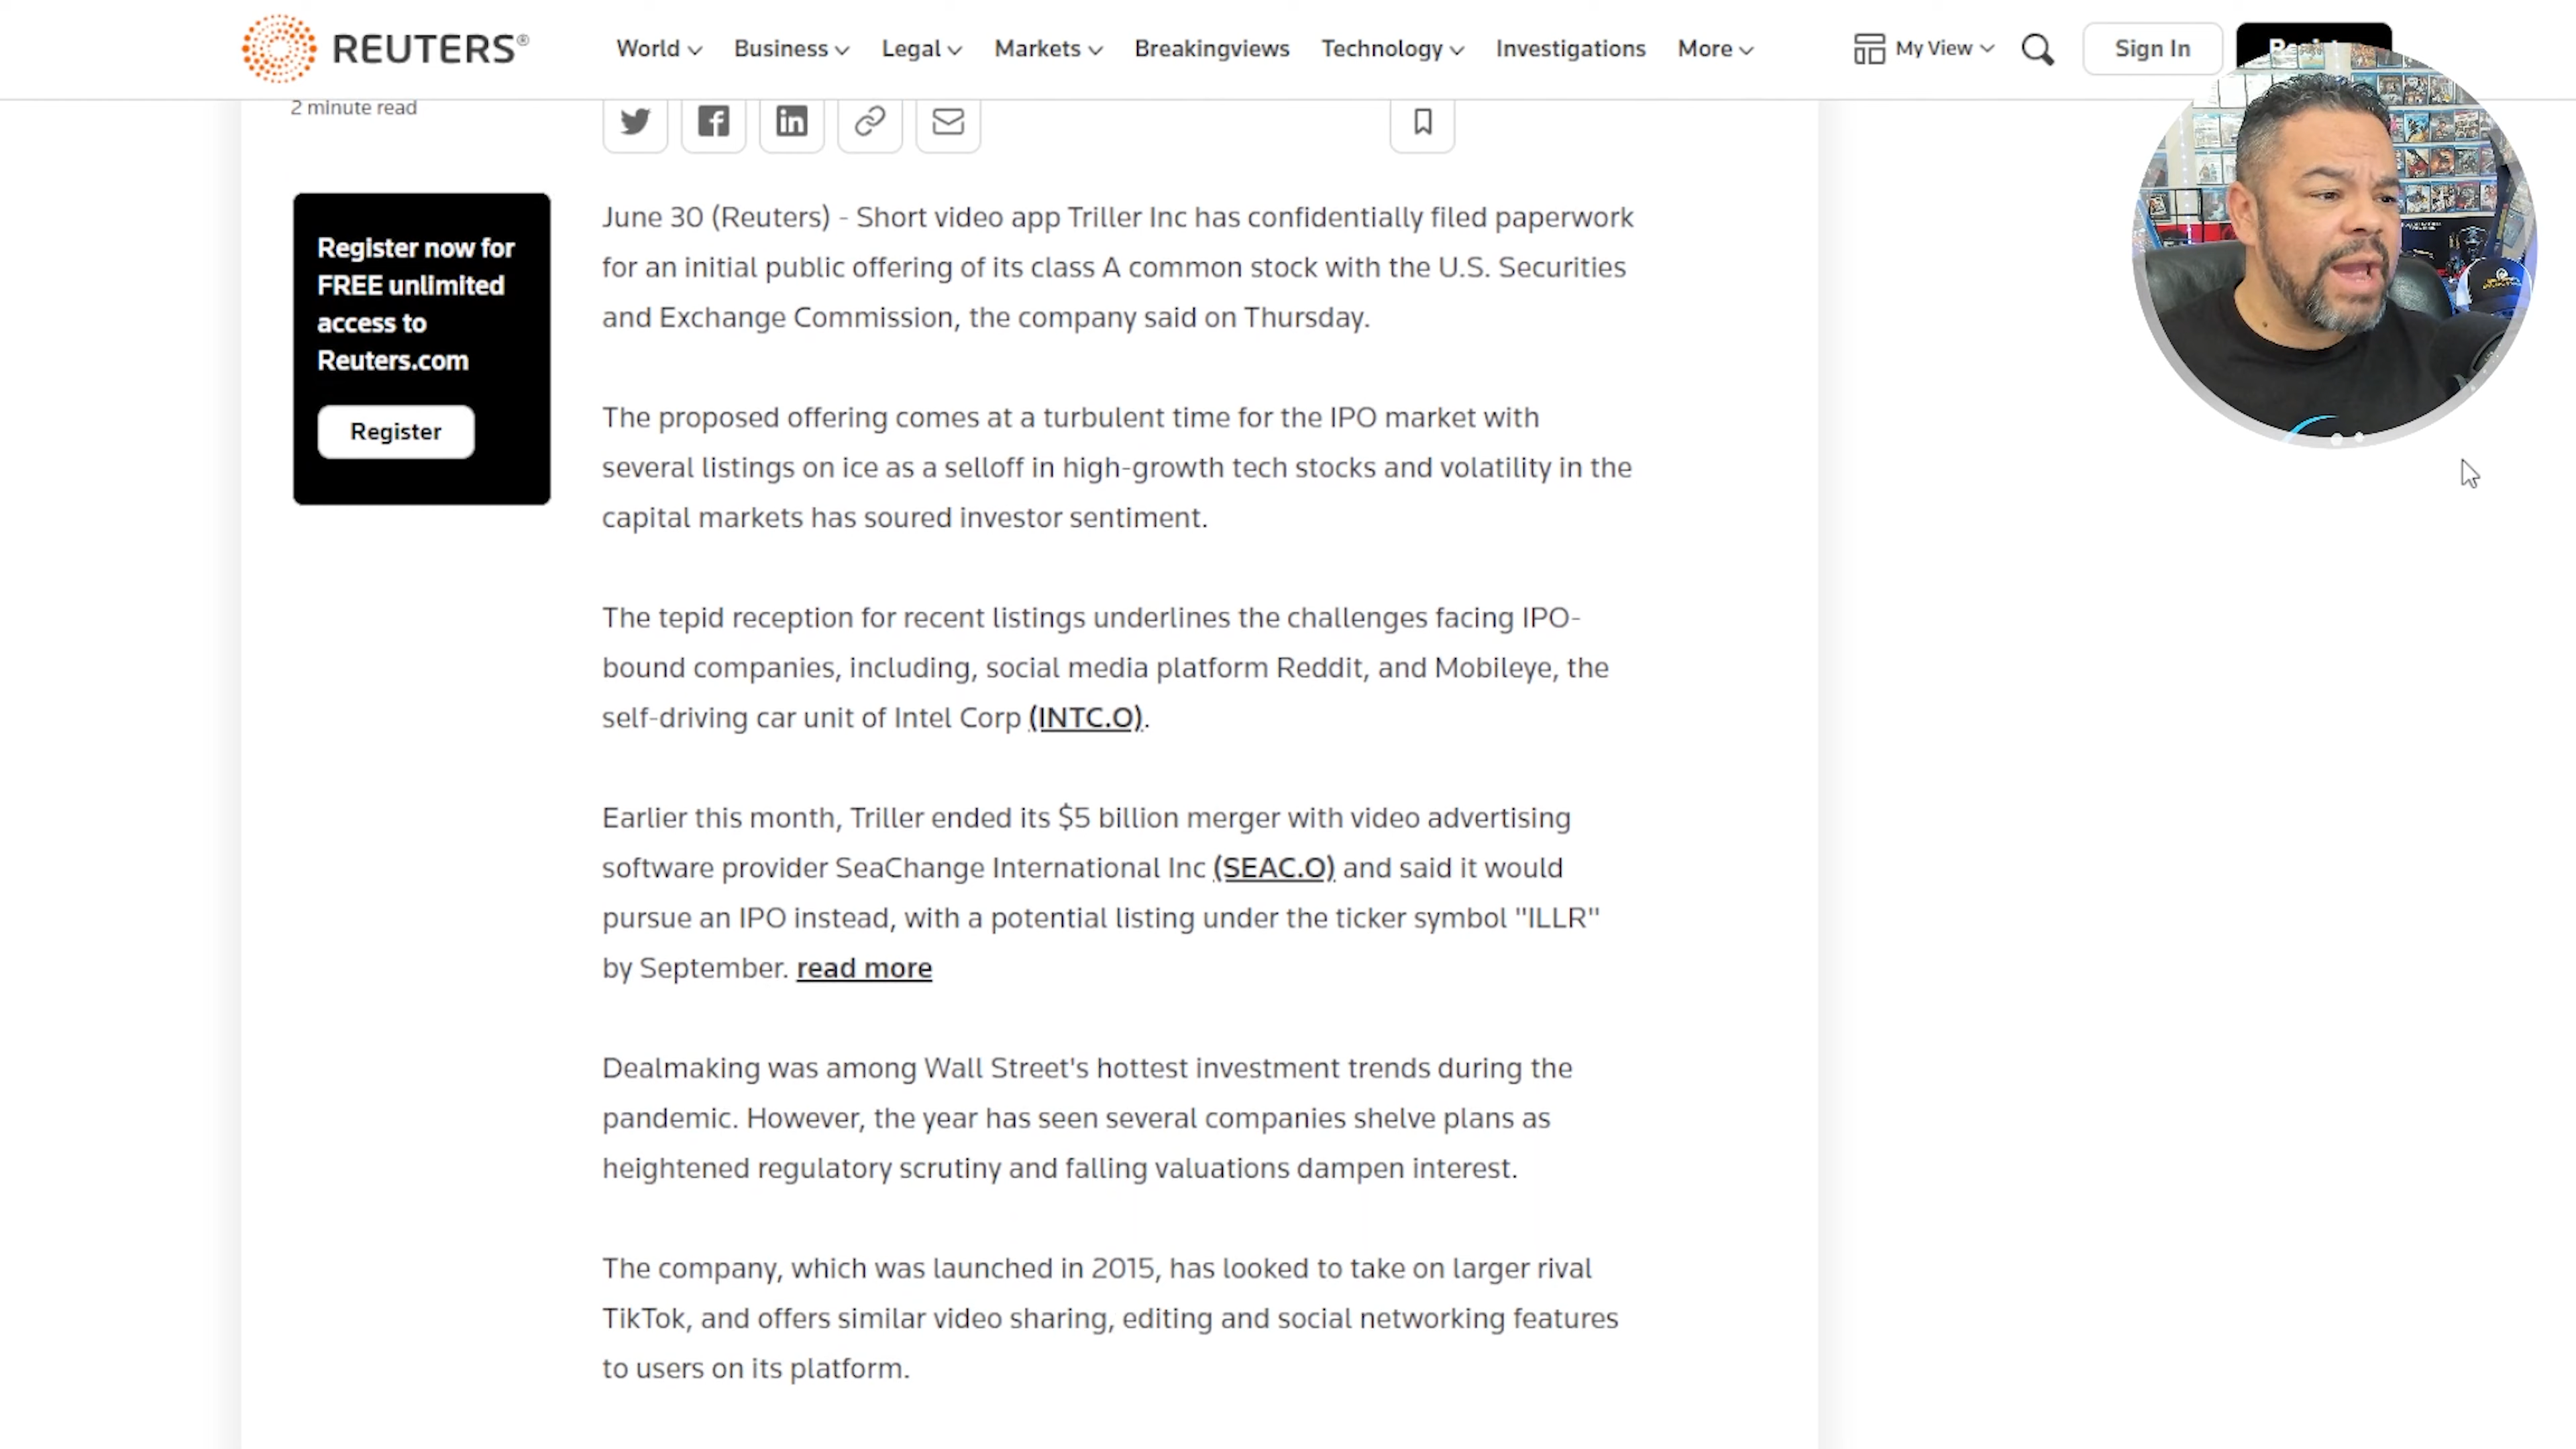 REUTERS®
World Business Legal Markets Breakingviews Technology Investigations More My View Sign In
2 minute read
Register now for
FREE unlimited
access to
Reuters.com
Register
June 30 (Reuters) - Short video app Triller Inc has confidentially filed paperwork
for an initial public offering of its class A common stock with the U.S. Securities
and Exchange Commission, the company said on Thursday.
The proposed offering comes at a turbulent time for the IPO market with
several listings on ice as a selloff in high-growth tech stocks and volatility in the
capital markets has soured investor sentiment.
The tepid reception for recent listings underlines the challenges facing IPO-
bound companies, including, social media platform Reddit, and Mobileye, the
self-driving car unit of Intel Corp (INTC.O).
Earlier this month, Triller ended its $5 billion merger with video advertising
software provider SeaChange International Inc (SEAC.O) and said it would
pursue an IPO instead, with a potential listing under the ticker symbol "ILLR"
by September. read more
Dealmaking was among Wall Street's hottest investment trends during the
pandemic. However, the year has seen several companies shelve plans as
heightened regulatory scrutiny and falling valuations dampen interest.
The company, which was launched in 2015, has looked to take on larger rival
TikTok, and offers similar video sharing, editing and social networking features
to users on its platform.